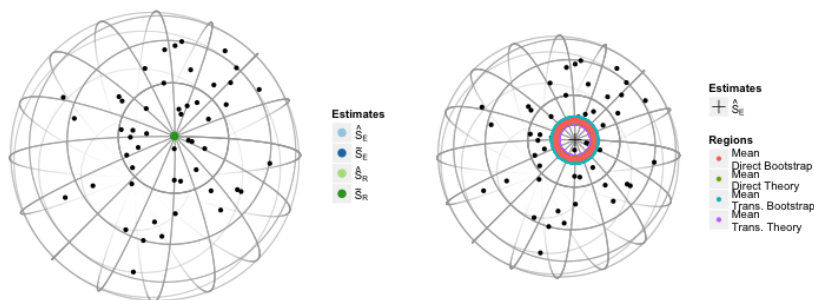 Estimates
Ŝ_E
S̃_E
Ŝ_R
S̃_R
Estimates
Ŝ_E
Regions
Mean
Direct Bootstrap
Mean
Direct Theory
Mean
Trans. Bootstrap
Mean
Trans. Theory